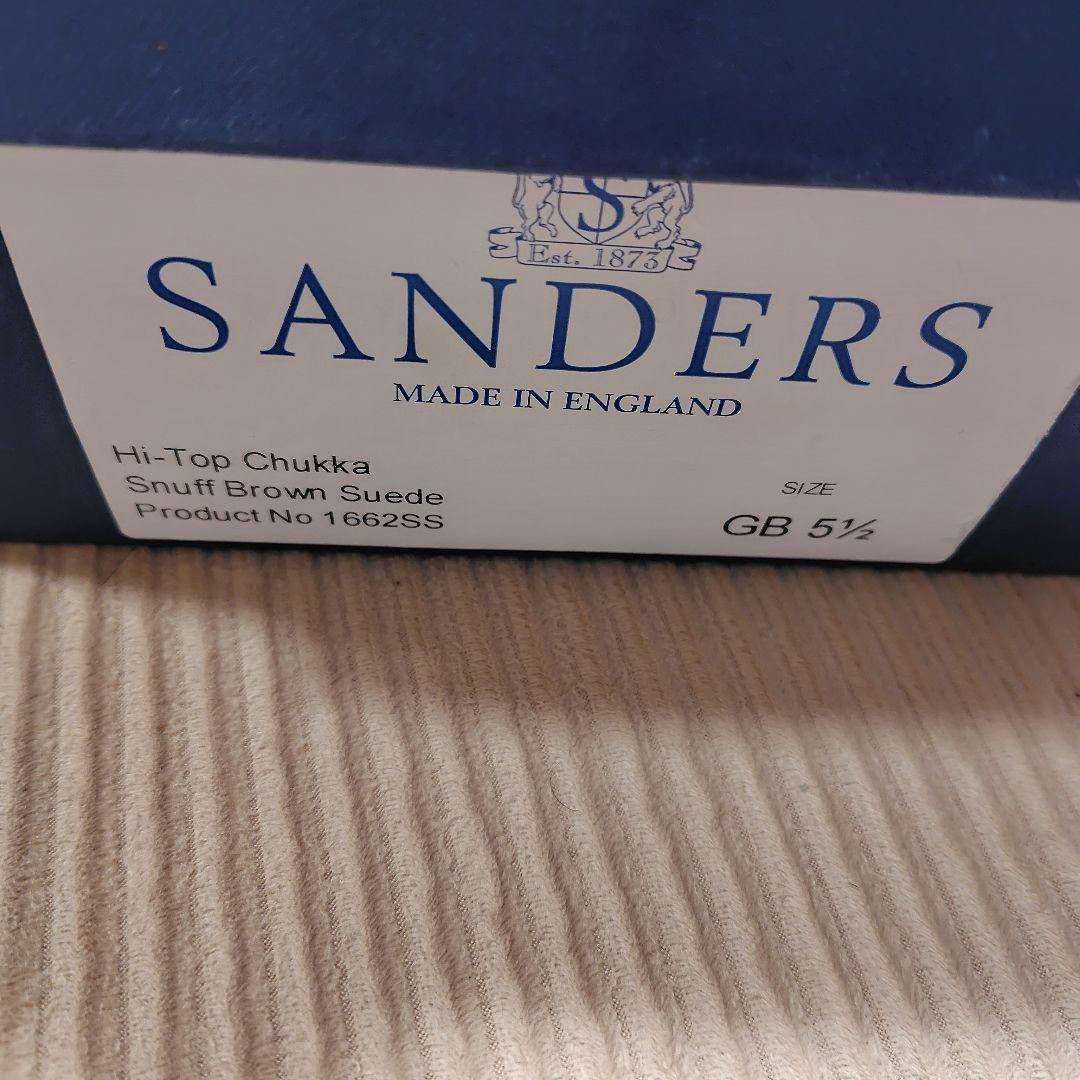 S
Est. 1873
SANDERS
MADE IN ENGLAND
Hi-Top Chukka
Snuff Brown Suede
Product No 1662SS
SIZE
GB 5½